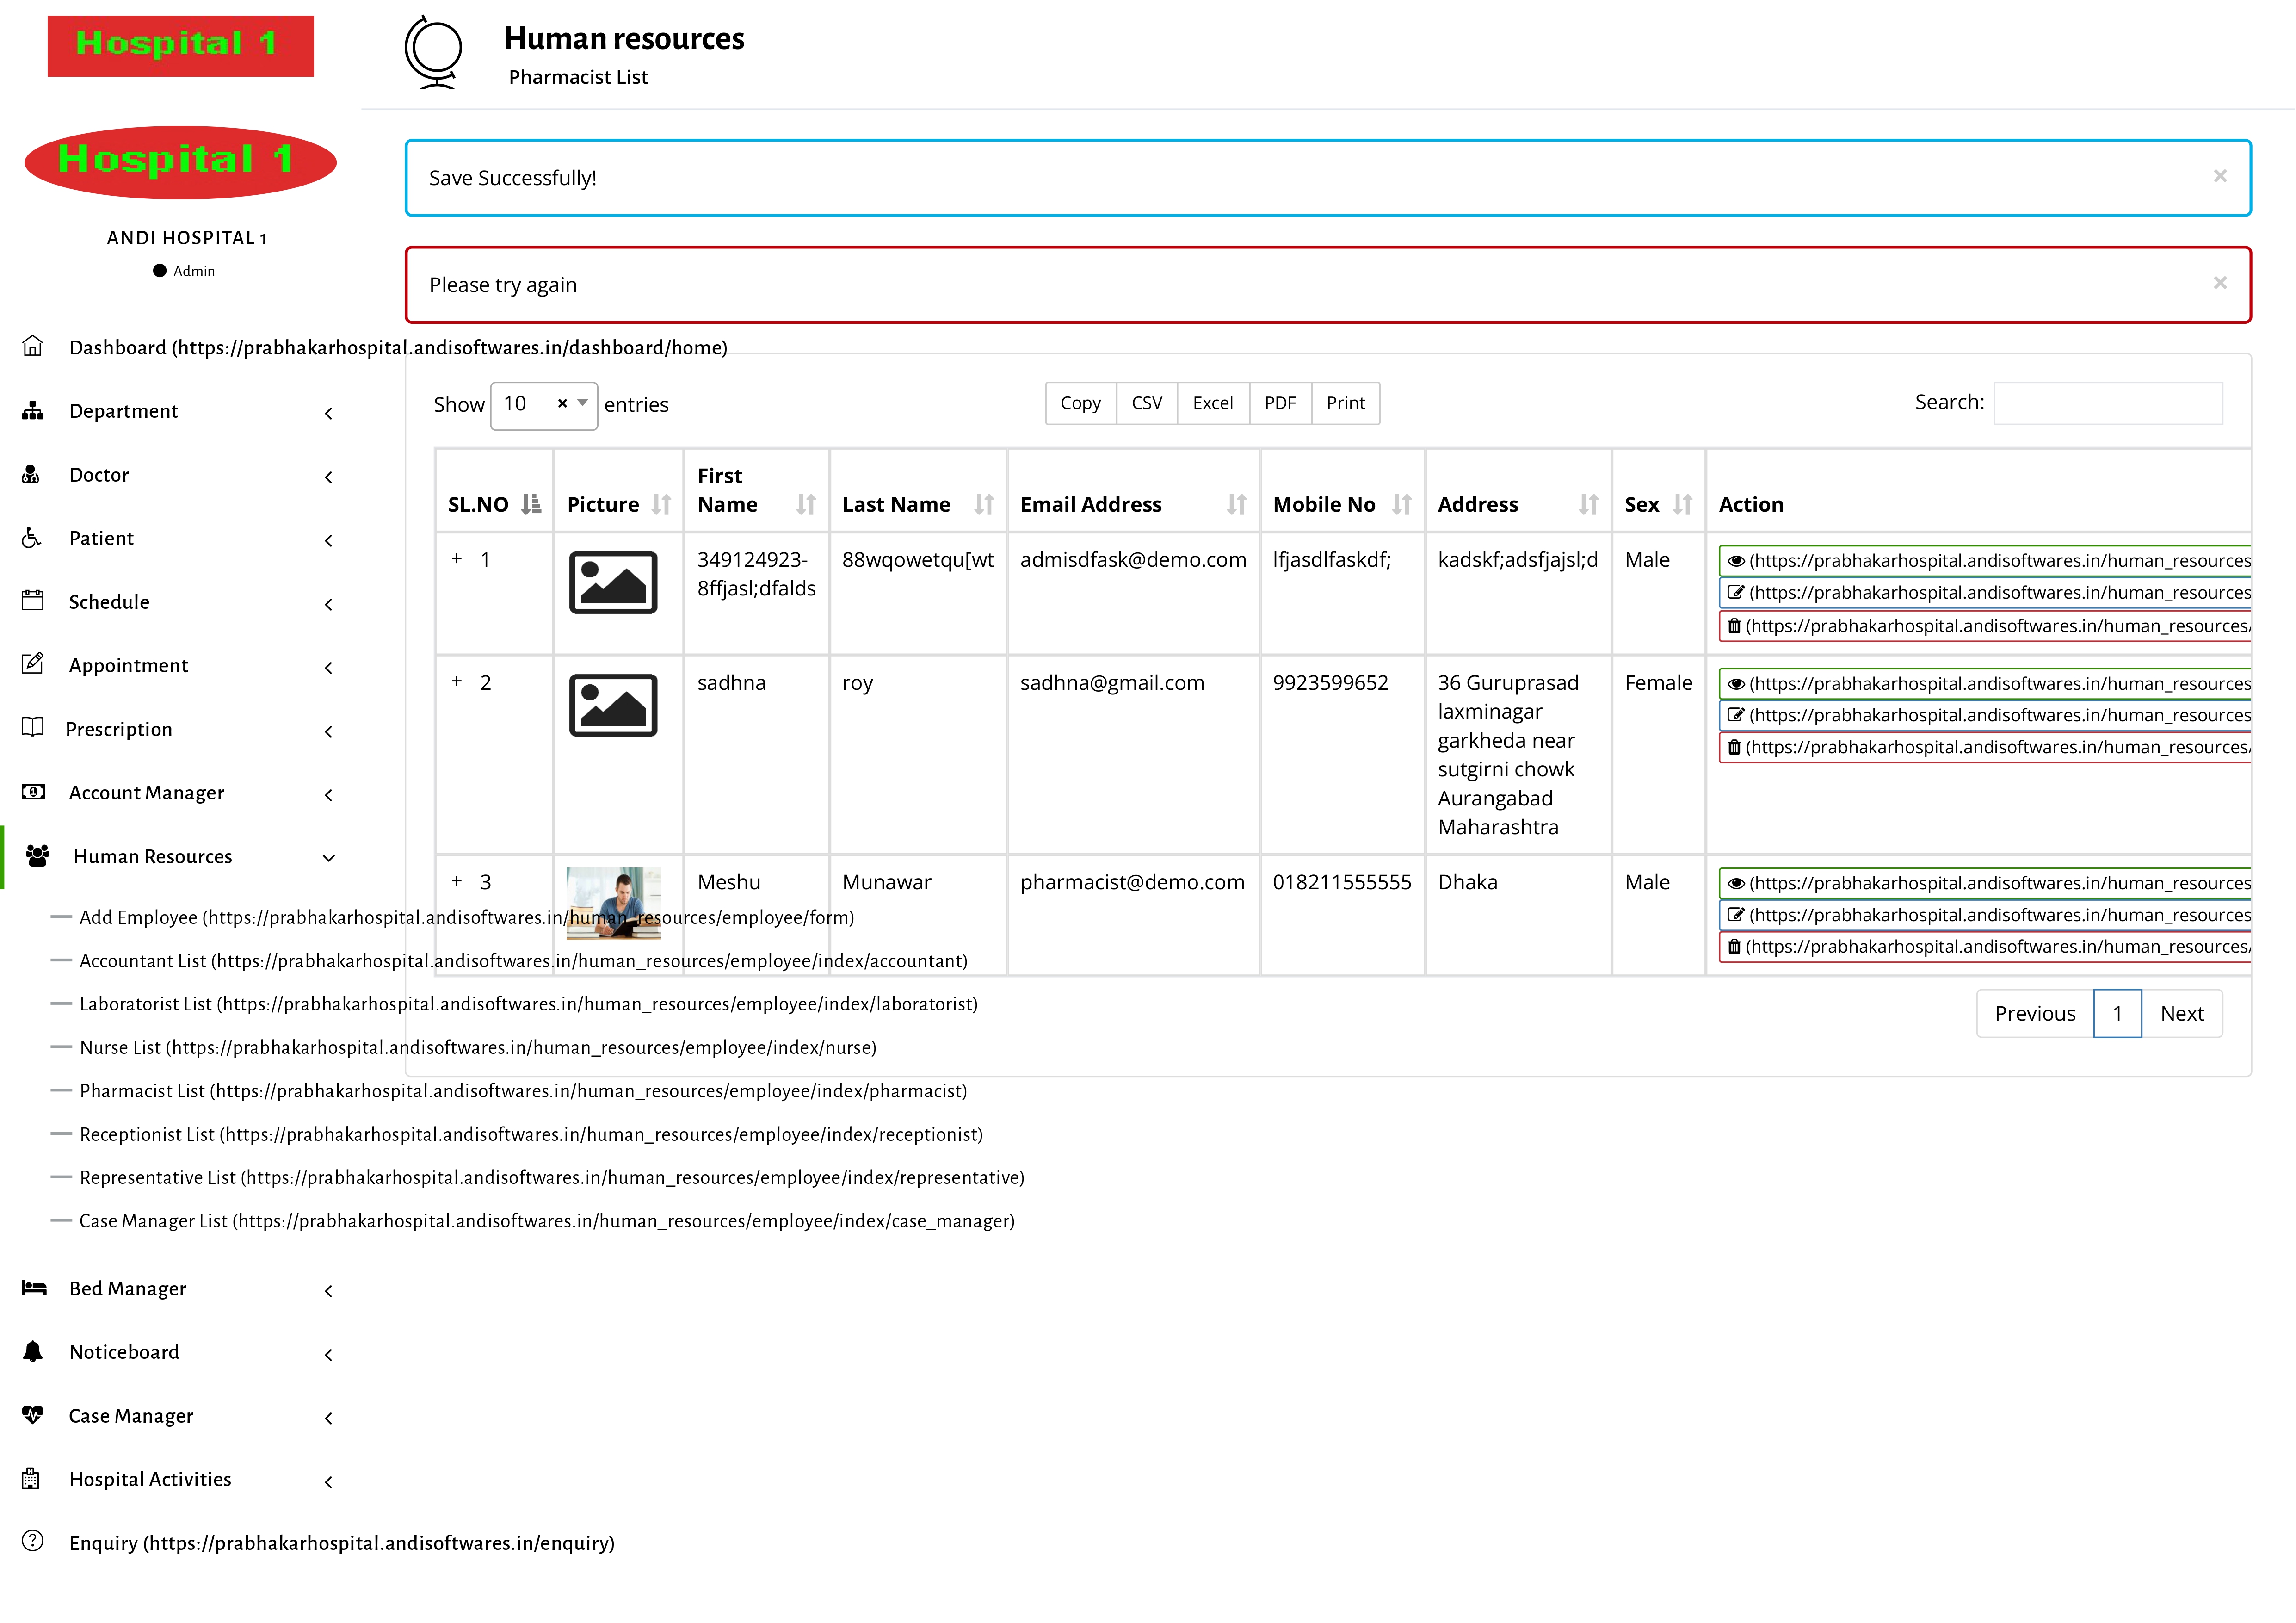 Hospital 1
Hospital 1
ANDI HOSPITAL 1
Admin
Dashboard (https://prabhakarhospital.andisoftwares.in/dashboard/home)
Department
Doctor
Patient
Schedule
Appointment
Prescription
Account Manager
Human Resources
Add Employee (https://prabhakarhospital.andisoftwares.in/human_resources/employee/form)
Accountant List (https://prabhakarhospital.andisoftwares.in/human_resources/employee/index/accountant)
Laboratorist List (https://prabhakarhospital.andisoftwares.in/human_resources/employee/index/laboratorist)
Nurse List (https://prabhakarhospital.andisoftwares.in/human_resources/employee/index/nurse)
Pharmacist List (https://prabhakarhospital.andisoftwares.in/human_resources/employee/index/pharmacist)
Receptionist List (https://prabhakarhospital.andisoftwares.in/human_resources/employee/index/receptionist)
Representative List (https://prabhakarhospital.andisoftwares.in/human_resources/employee/index/representative)
Case Manager List (https://prabhakarhospital.andisoftwares.in/human_resources/employee/index/case_manager)
Bed Manager
Noticeboard
Case Manager
Hospital Activities
Enquiry (https://prabhakarhospital.andisoftwares.in/enquiry)
Human resources
Pharmacist List
Save Successfully! ×
Please try again ×
Show 10 × entries
Copy CSV Excel PDF Print
Search:
SL.NO Picture First Name Last Name Email Address Mobile No Address Sex Action
+ 1 349124923- 88wqowetqu[wt admisdfask@demo.com lfjasdlfaskdf; kadskf;adsfjajsl;d Male (https://prabhakarhospital.andisoftwares.in/human_resources
8ffjasl;dfalds (https://prabhakarhospital.andisoftwares.in/human_resources
(https://prabhakarhospital.andisoftwares.in/human_resources/
+ 2 sadhna roy sadhna@gmail.com 9923599652 36 Guruprasad Female (https://prabhakarhospital.andisoftwares.in/human_resources
laxminagar (https://prabhakarhospital.andisoftwares.in/human_resources
garkheda near (https://prabhakarhospital.andisoftwares.in/human_resources/
sutgirni chowk
Aurangabad
Maharashtra
+ 3 Meshu Munawar pharmacist@demo.com 018211555555 Dhaka Male (https://prabhakarhospital.andisoftwares.in/human_resources
(https://prabhakarhospital.andisoftwares.in/human_resources
(https://prabhakarhospital.andisoftwares.in/human_resources/
Previous 1 Next